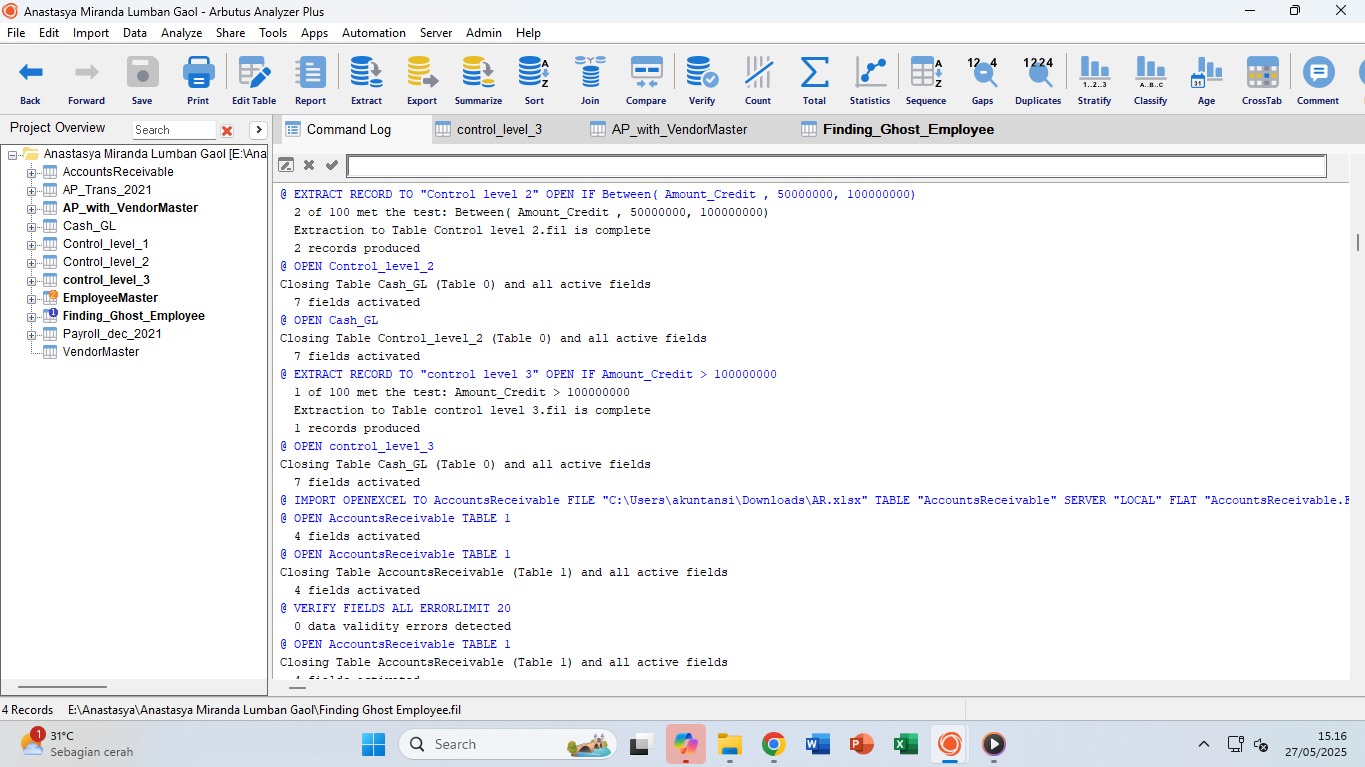 Anastasya Miranda Lumban Gaol - Arbutus Analyzer Plus
File Edit Import Data Analyze Share Tools Apps Automation Server Admin Help
12 4 1224
1..2..3 A..B..C 31
Back Forward Save Print Edit Table Report Extract Export Summarize Sort Join Compare Verify Count Total Statistics Sequence Gaps Duplicates Stratify Classify Age CrossTab Comment
Project Overview Search
Command Log control_level_3 AP_with_VendorMaster Finding_Ghost_Employee
Anastasya Miranda Lumban Gaol [E:\Ana
AccountsReceivable
AP_Trans_2021
AP_with_VendorMaster
Cash_GL
Control_level_1
Control_level_2
control_level_3
EmployeeMaster
Finding_Ghost_Employee
Payroll_dec_2021
VendorMaster
@ EXTRACT RECORD TO "Control level 2" OPEN IF Between( Amount_Credit , 50000000, 100000000)
2 of 100 met the test: Between( Amount_Credit , 50000000, 100000000)
Extraction to Table Control level 2.fil is complete
2 records produced
@ OPEN Control_level_2
Closing Table Cash_GL (Table 0) and all active fields
7 fields activated
@ OPEN Cash_GL
Closing Table Control_level_2 (Table 0) and all active fields
7 fields activated
@ EXTRACT RECORD TO "control level 3" OPEN IF Amount_Credit > 100000000
1 of 100 met the test: Amount_Credit > 100000000
Extraction to Table control level 3.fil is complete
1 records produced
@ OPEN control_level_3
Closing Table Cash_GL (Table 0) and all active fields
7 fields activated
@ IMPORT OPENEXCEL TO AccountsReceivable FILE "C:\Users\akuntansi\Downloads\AR.xlsx" TABLE "AccountsReceivable" SERVER "LOCAL" FLAT "AccountsReceivable.F
@ OPEN AccountsReceivable TABLE 1
4 fields activated
@ OPEN AccountsReceivable TABLE 1
Closing Table AccountsReceivable (Table 1) and all active fields
4 fields activated
@ VERIFY FIELDS ALL ERRORLIMIT 20
0 data validity errors detected
@ OPEN AccountsReceivable TABLE 1
Closing Table AccountsReceivable (Table 1) and all active fields
4 fields activated
4 Records E:\Anastasya\Anastasya Miranda Lumban Gaol\Finding Ghost Employee.fil
1 31°C
Sebagian cerah
Search
15.16
27/05/2025